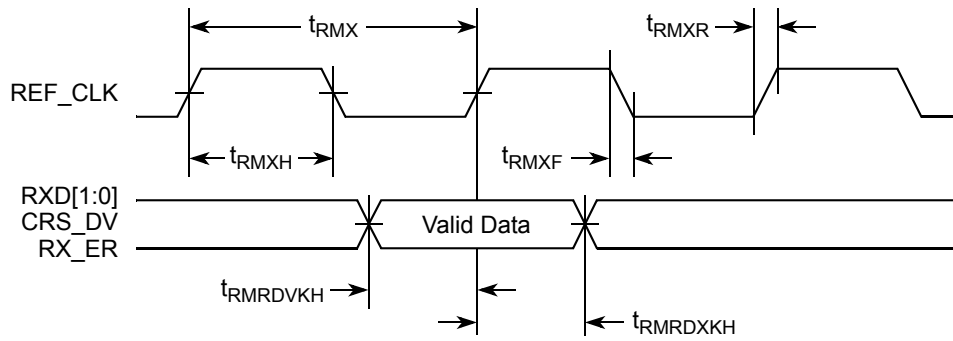 tRMX
tRMXR
REF_CLK
tRMXH
tRMXF
RXD[1:0]
CRS_DV
Valid Data
RX_ER
tRMRDVKH
tRMRDXKH